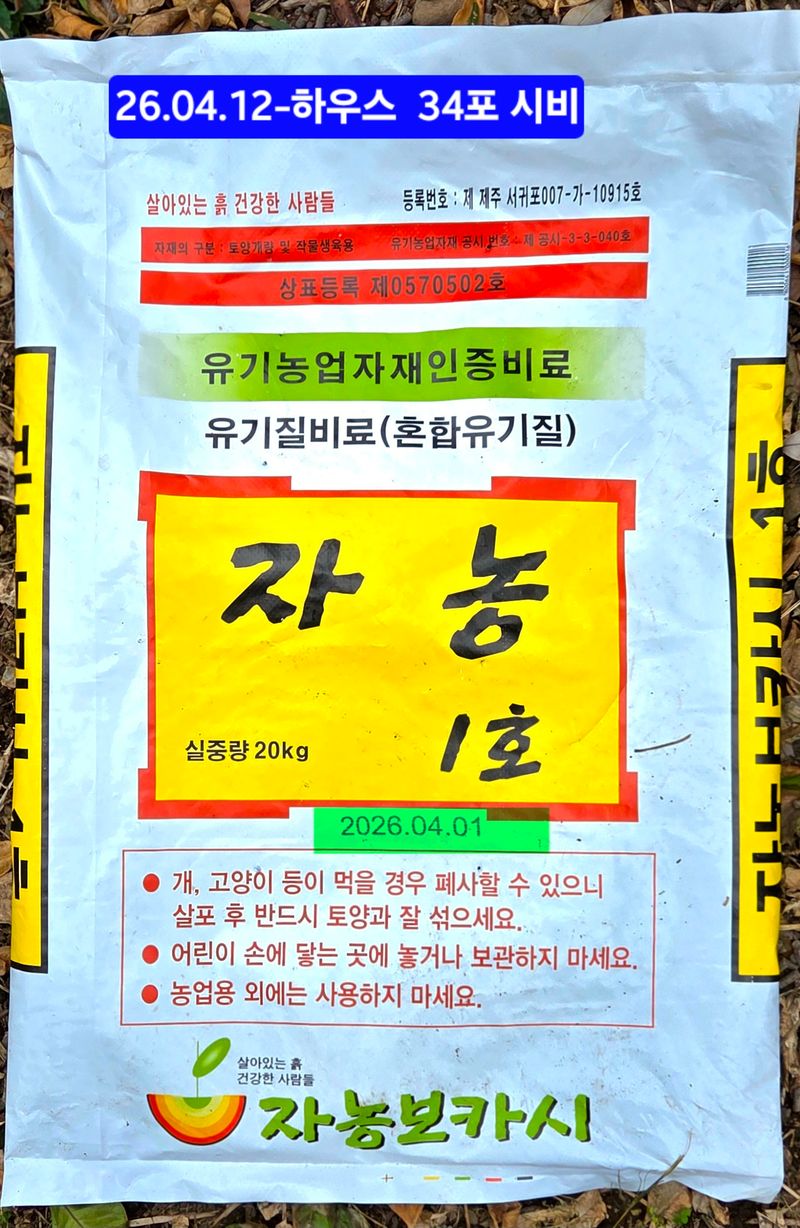 26.04.12-하우스 34포 시비
살아있는 흙 건강한 사람들 등록번호 : 제 제주 서귀포007-가-10915호
자재의 구분 : 토양개량 및 작물생육용 유기농업자재 공시 번호 : 제 공시-3-3-040호
상표등록 제0570502호
유기농업자재인증비료
유기질비료(혼합유기질)
자 농
1호
실중량 20kg
2026.04.01
● 개, 고양이 등이 먹을 경우 폐사할 수 있으니
살포 후 반드시 토양과 잘 섞으세요.
● 어린이 손에 닿는 곳에 놓거나 보관하지 마세요.
● 농업용 외에는 사용하지 마세요.
살아있는 흙
건강한 사람들
자농보카시